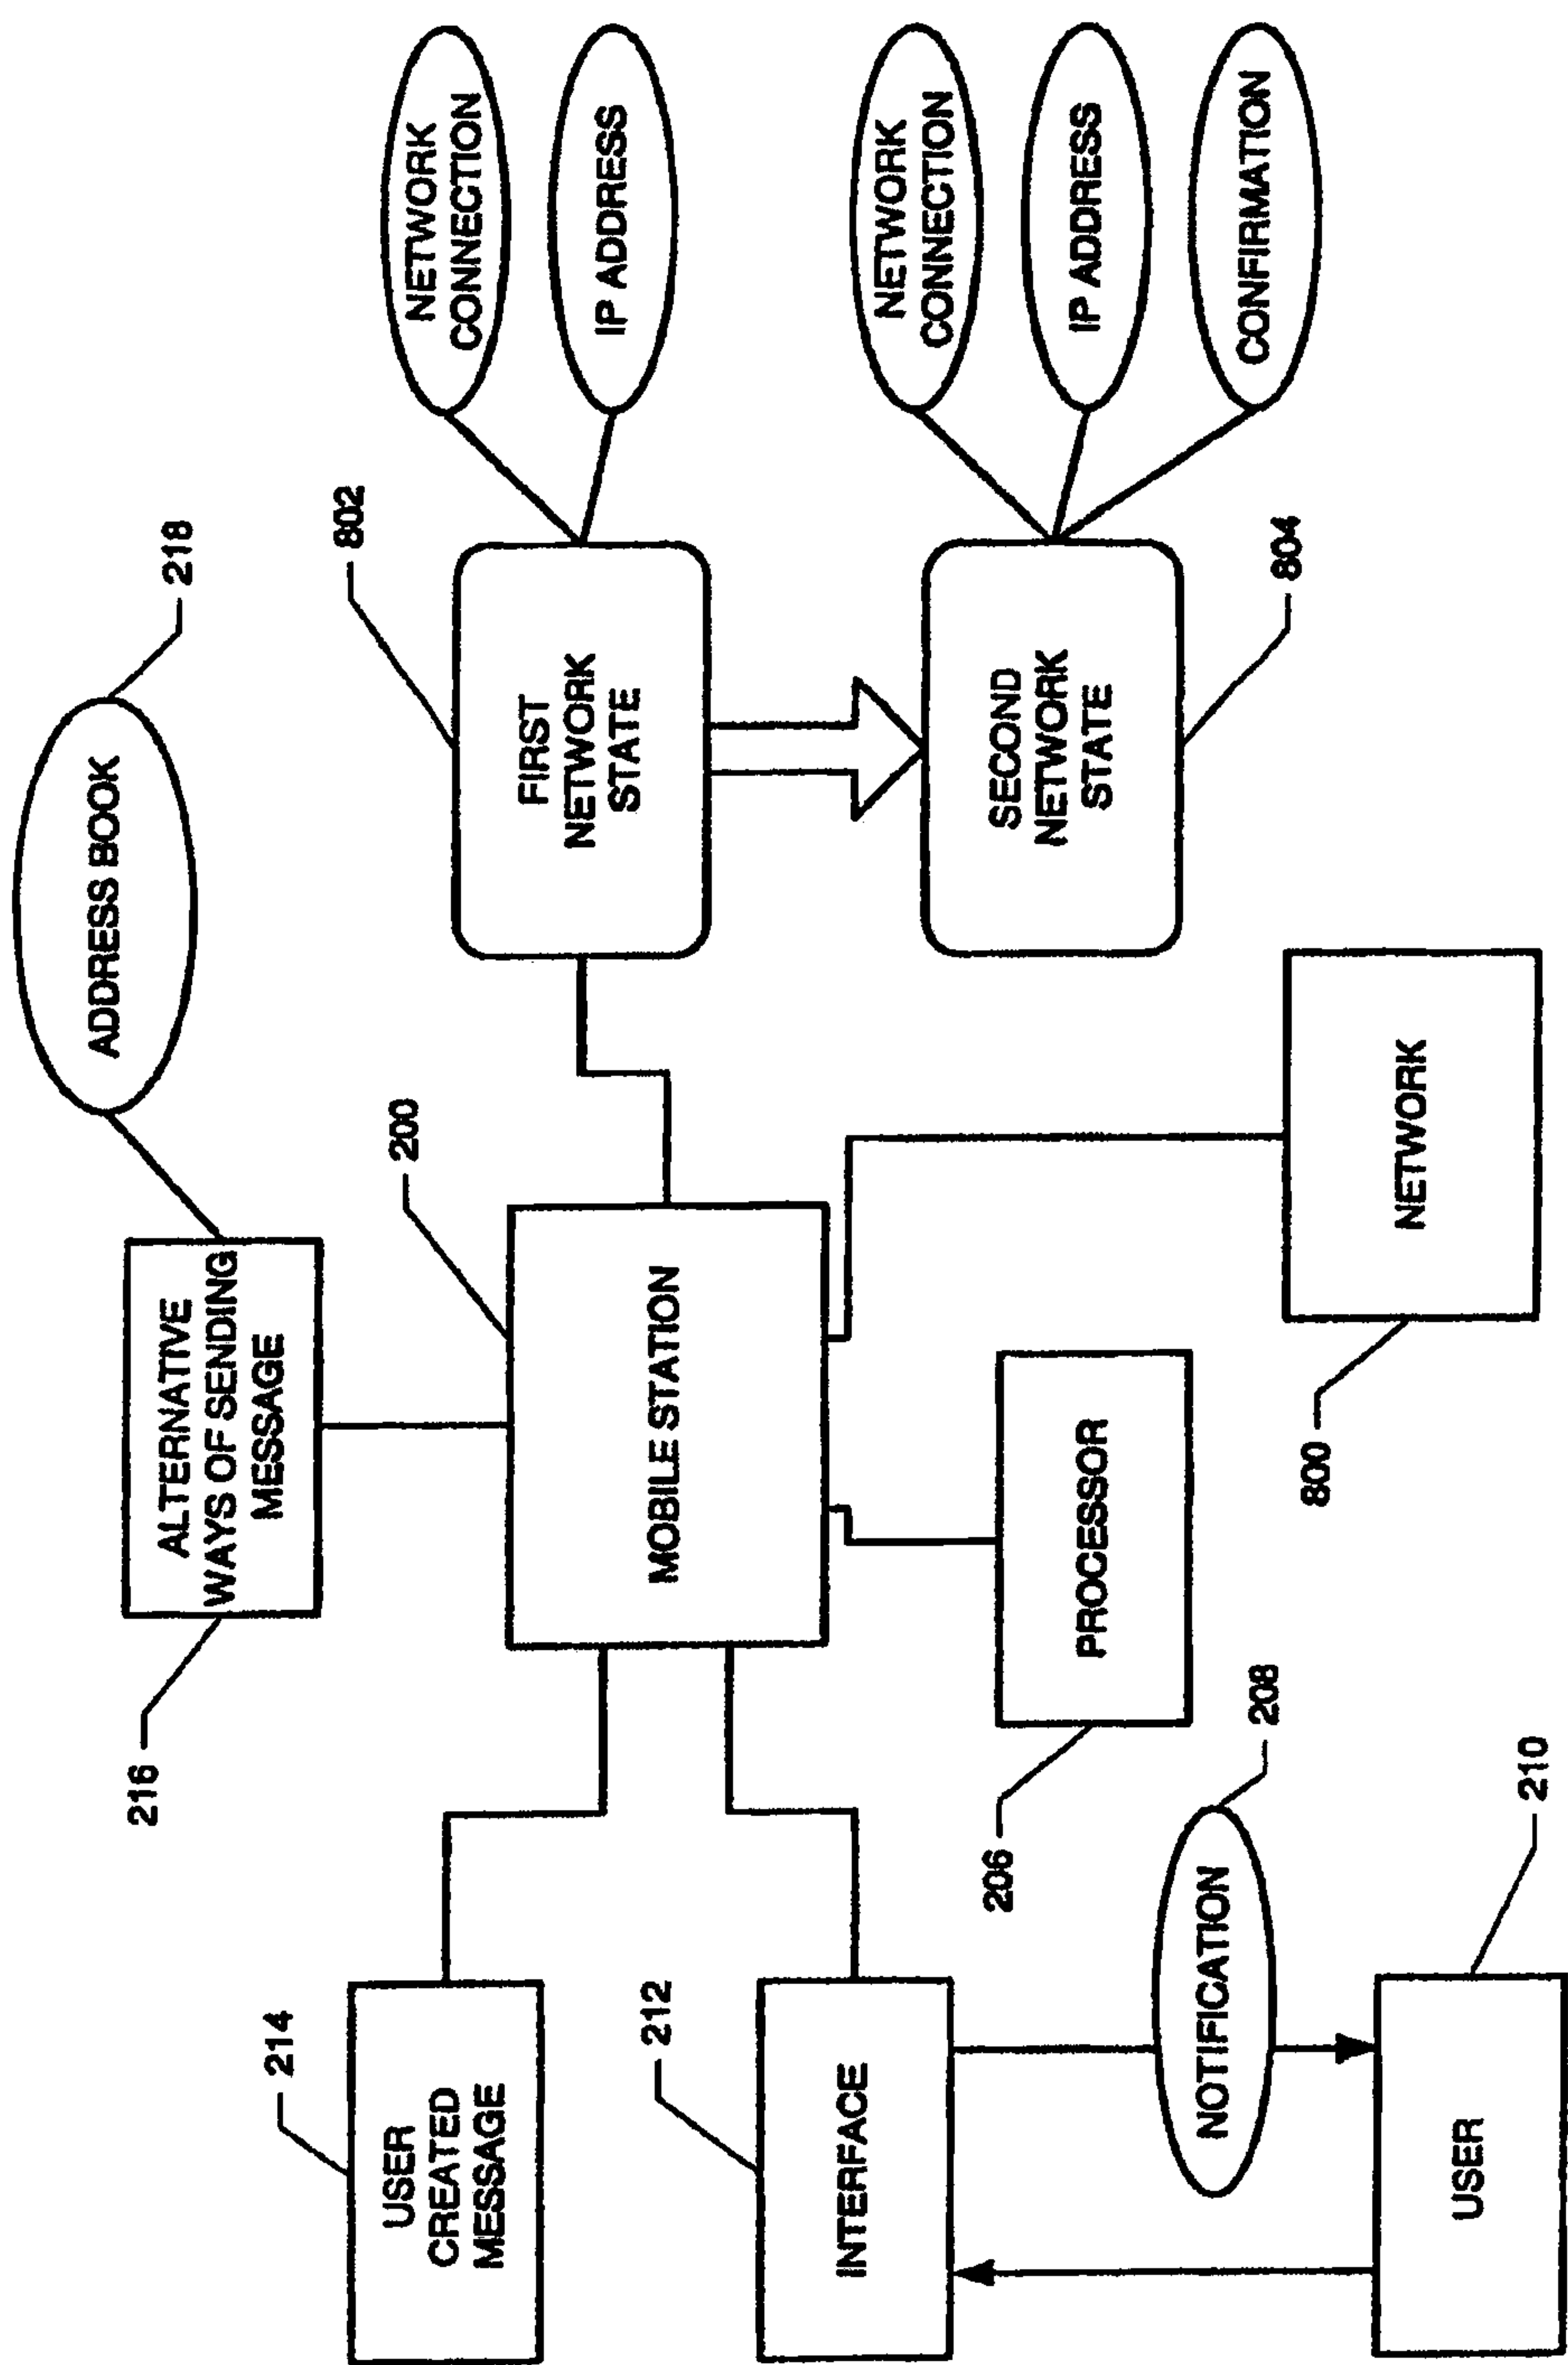 218
ADDRESS BOOK
ALTERNATIVE
WAYS OF SENDING
MESSAGE
216
200
MOBILE STATION
802
FIRST
NETWORK
STATE
NETWORK
CONNECTION
IP ADDRESS
214
USER
CREATED
MESSAGE
212
INTERFACE
PROCESSOR
206
NETWORK
800
SECOND
NETWORK
STATE
804
NETWORK
CONNECTION
IP ADDRESS
CONFIRMATION
NOTIFICATION
208
USER
210